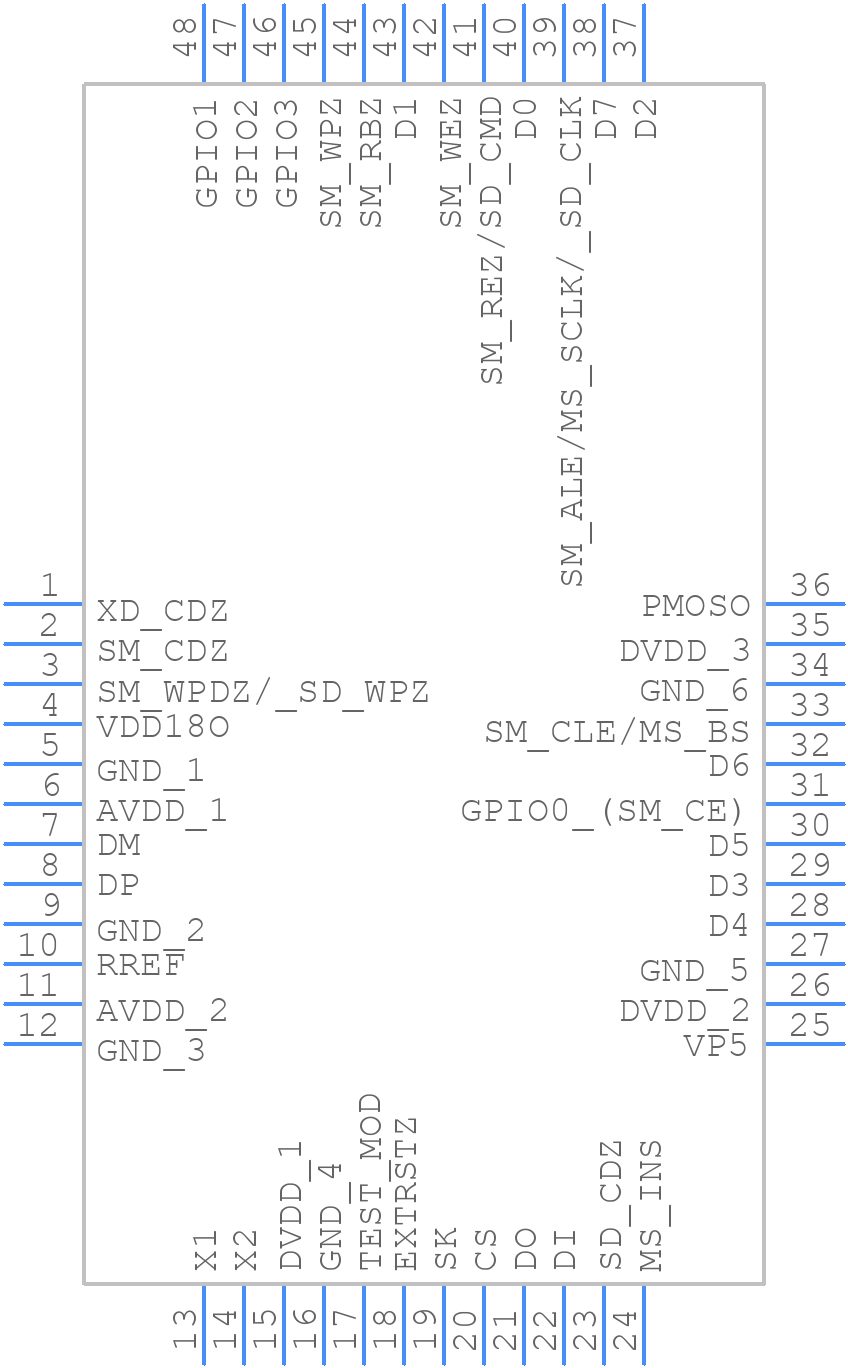 48 47 46 45 44 43 42 41 40 39 38 37
GPIO1
GPIO2
GPIO3
SM_WPZ
SM_RBZ
D1
SM_WEZ
SM_REZ/SD_CMD
D0
SM_ALE/MS_SCLK/_SD_CLK
D7
D2
1 XD_CDZ
2 SM_CDZ
3 SM_WPDZ/_SD_WPZ
4 VDD18O
5 GND_1
6 AVDD_1
7 DM
8 DP
9 GND_2
10 RREF
11 AVDD_2
12 GND_3
PMOSO 36
DVDD_3 35
GND_6 34
SM_CLE/MS_BS 33
D6 32
GPIO0_(SM_CE) 31
D5 30
D3 29
D4 28
GND_5 27
DVDD_2 26
VP5 25
X1
X2
DVDD_1
GND_4
TEST_MOD
EXTRSTZ
SK
CS
DO
DI
SD_CDZ
MS_INS
13 14 15 16 17 18 19 20 21 22 23 24